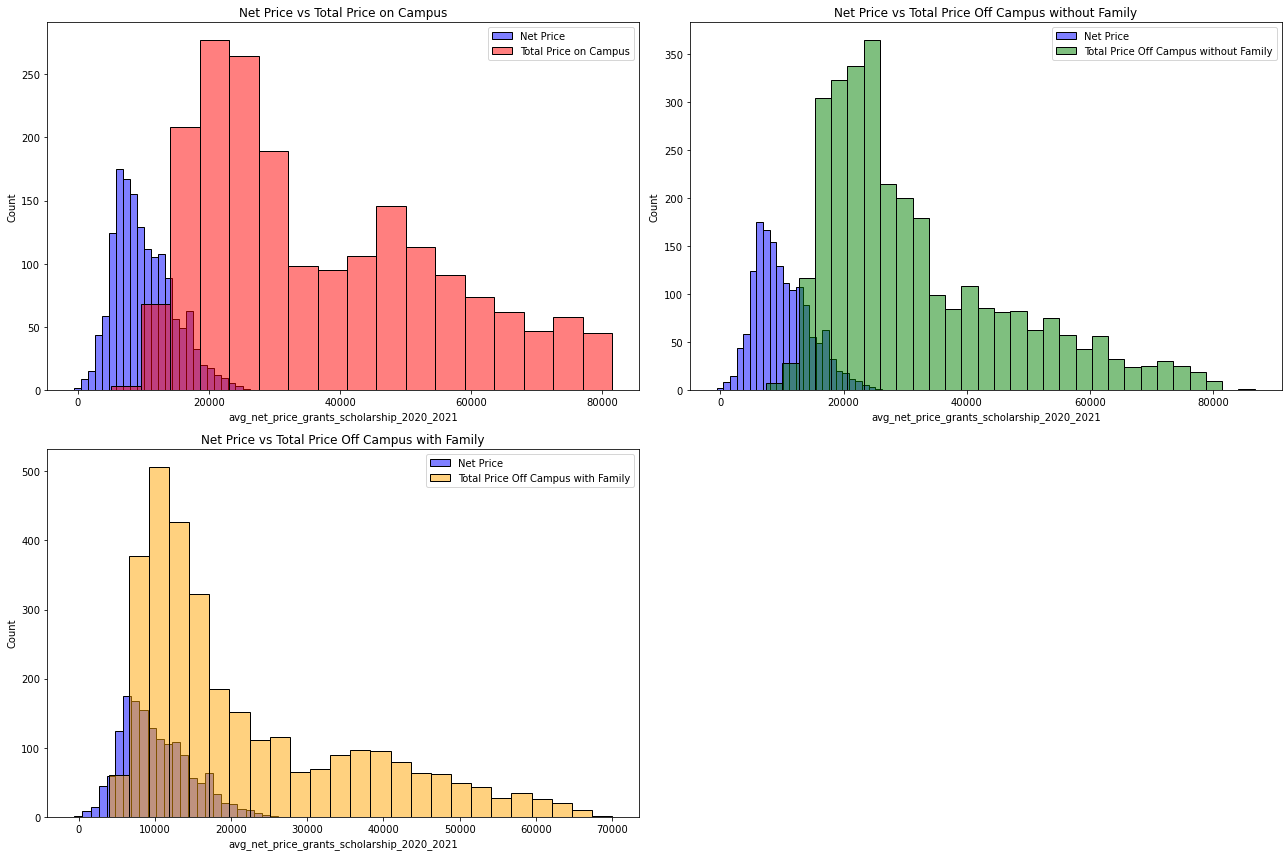 Net Price vs Total Price on Campus
Net Price
Total Price on Campus
Count
250
200
150
100
50
0
0 20000 40000 60000 80000
avg_net_price_grants_scholarship_2020_2021
Net Price vs Total Price Off Campus without Family
Net Price
Total Price Off Campus without Family
Count
350
300
250
200
150
100
50
0
0 20000 40000 60000 80000
avg_net_price_grants_scholarship_2020_2021
Net Price vs Total Price Off Campus with Family
Net Price
Total Price Off Campus with Family
Count
500
400
300
200
100
0
0 10000 20000 30000 40000 50000 60000 70000
avg_net_price_grants_scholarship_2020_2021